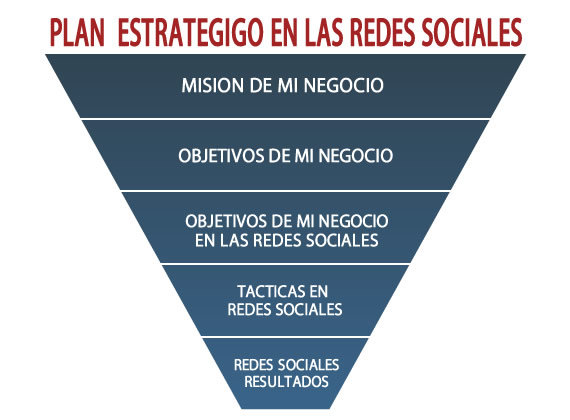 PLAN ESTRATEGIGO EN LAS REDES SOCIALES
MISION DE MI NEGOCIO
OBJETIVOS DE MI NEGOCIO
OBJETIVOS DE MI NEGOCIO
EN LAS REDES SOCIALES
TACTICAS EN
REDES SOCIALES
REDES SOCIALES
RESULTADOS